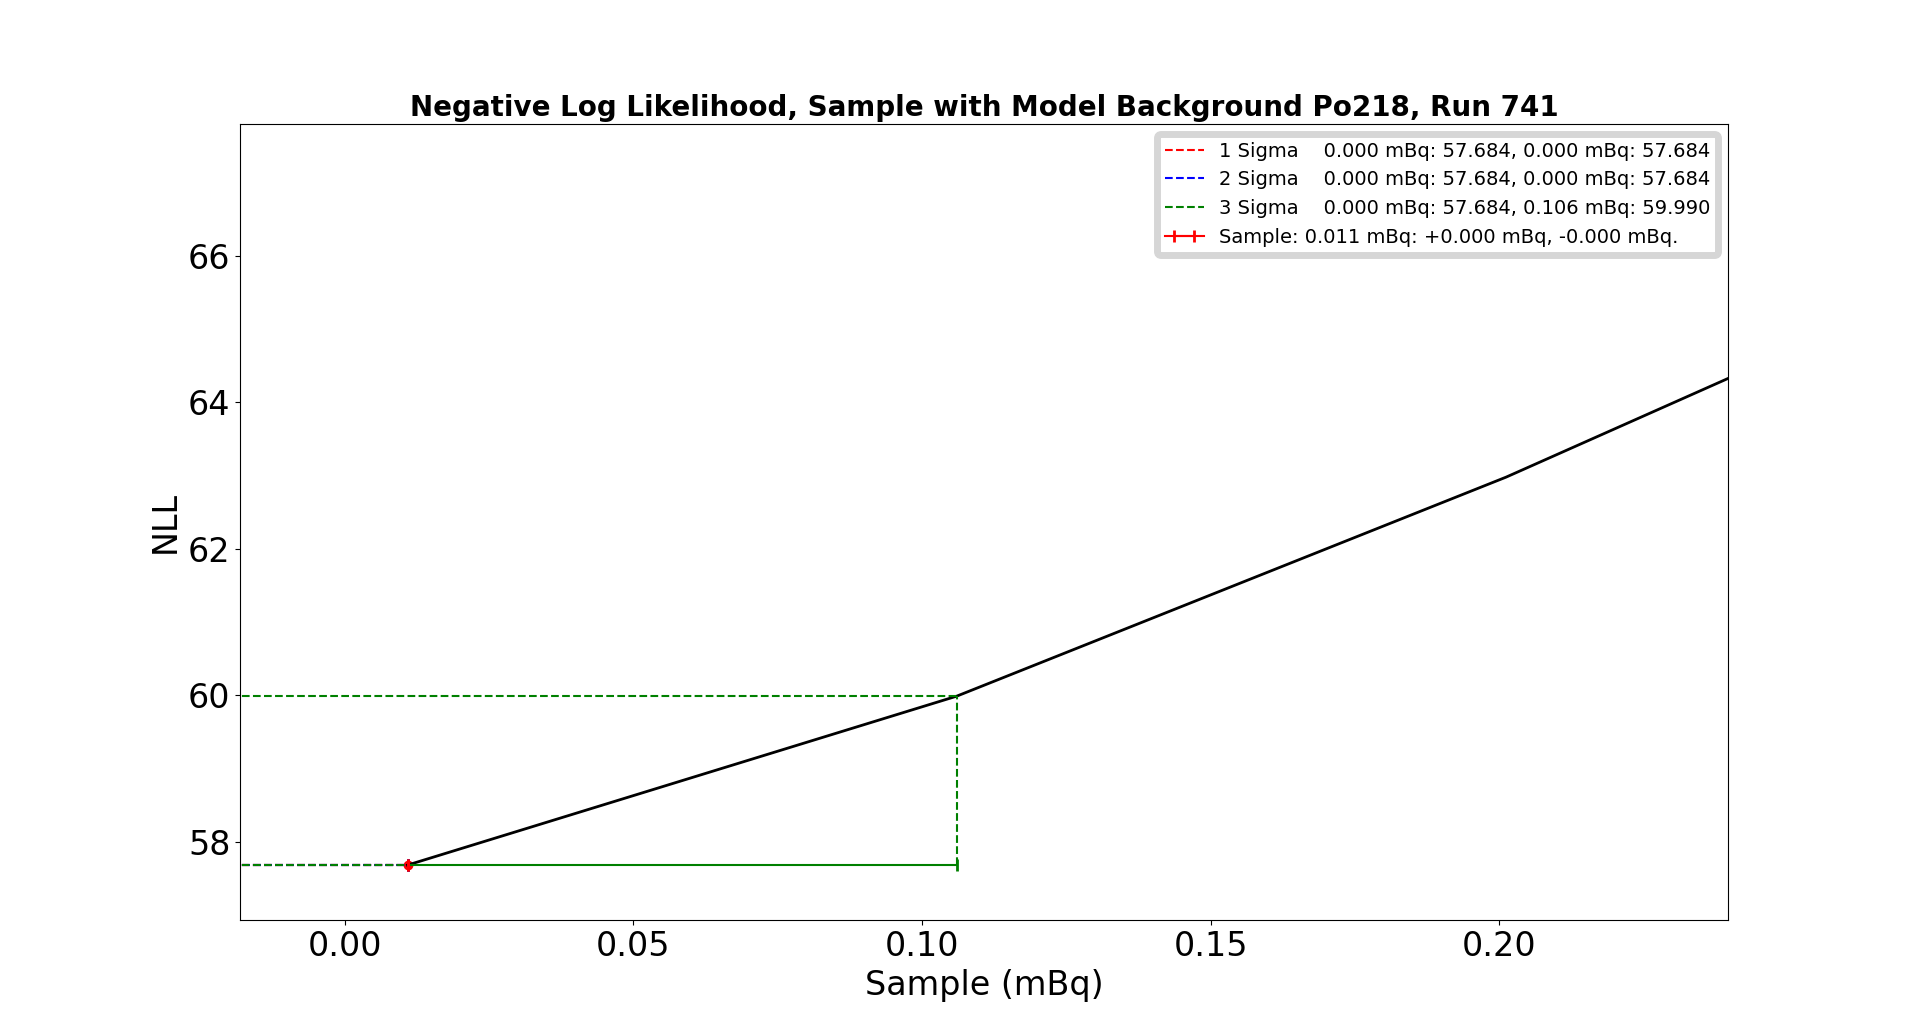 Negative Log Likelihood, Sample with Model Background Po218, Run 741
1 Sigma    0.000 mBq: 57.684, 0.000 mBq: 57.684
2 Sigma    0.000 mBq: 57.684, 0.000 mBq: 57.684
3 Sigma    0.000 mBq: 57.684, 0.106 mBq: 59.990
Sample: 0.011 mBq: +0.000 mBq, -0.000 mBq.
66
64
62
60
58
NLL
0.00 0.05 0.10 0.15 0.20
Sample (mBq)